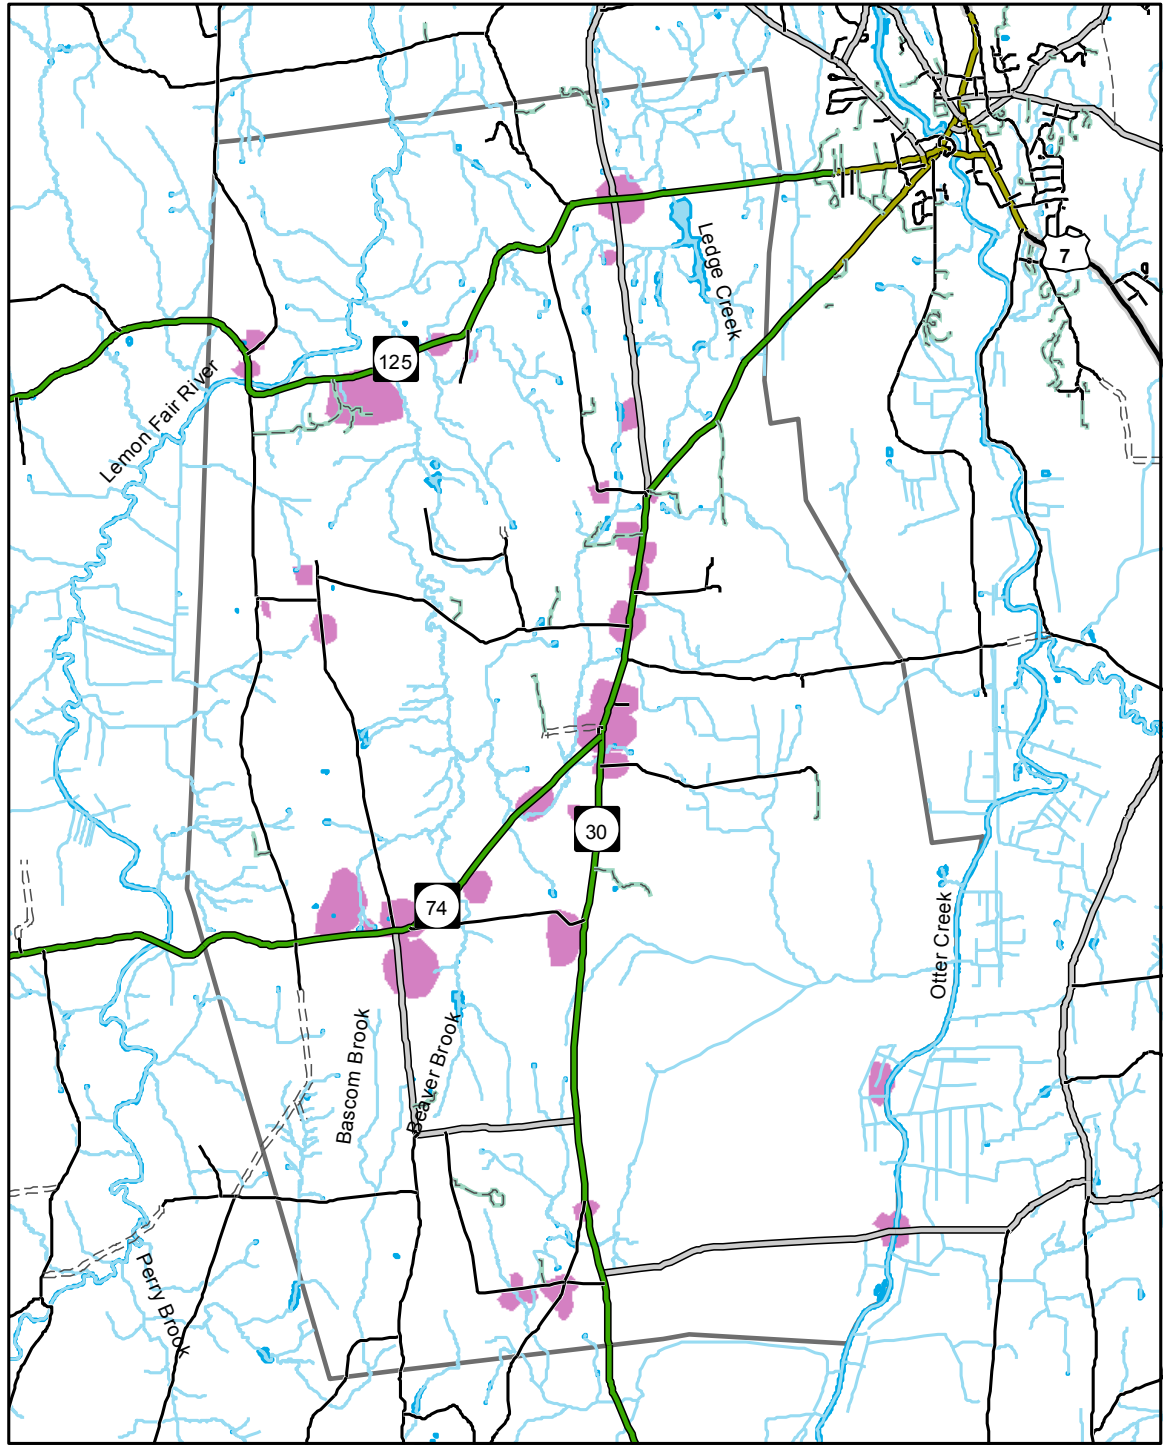 7
Ledge Creek
125
Lemon Fair River
30
74
Otter Creek
Bascom Brook
Beaver Brook
Perry Brook